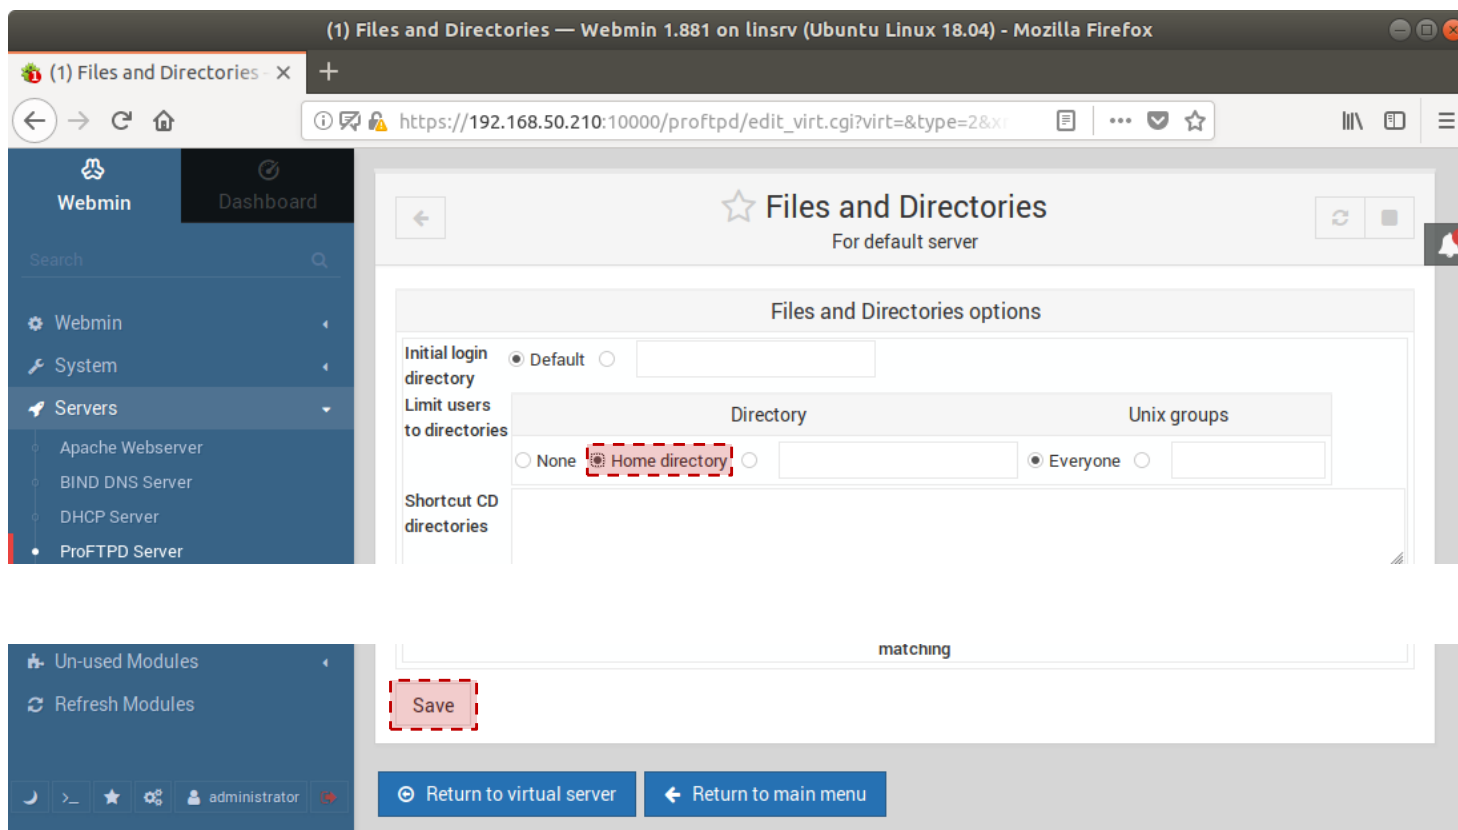 (1) Files and Directories — Webmin 1.881 on linsrv (Ubuntu Linux 18.04) - Mozilla Firefox
(1) Files and Directories -
https://192.168.50.210:10000/proftpd/edit_virt.cgi?virt=&type=2&x
Webmin
Dashboard
Search
Webmin
System
Servers
Apache Webserver
BIND DNS Server
DHCP Server
ProFTPD Server
Un-used Modules
Refresh Modules
administrator
Files and Directories
For default server
Files and Directories options
Initial login
directory
Default
Limit users
to directories
Directory
Unix groups
None
Home directory
Everyone
Shortcut CD
directories
matching
Save
Return to virtual server
Return to main menu